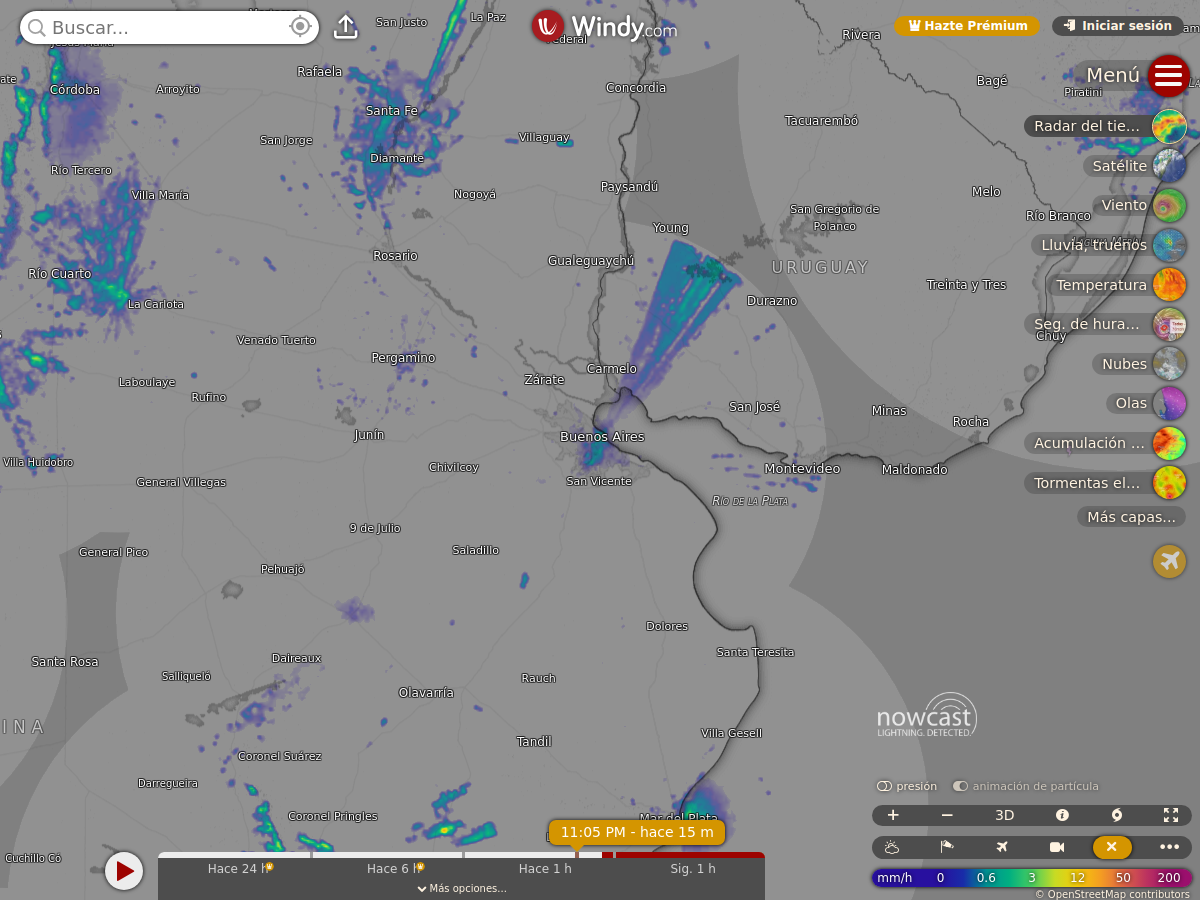 Buscar...
San Justo
La Paz
Windy.com
Federal
Rivera
Hazte Prémium
Iniciar sesión
Jesús María
Rafaela
Concordia
Bagé
Menú
Piratini
Córdoba
Arroyito
Santa Fe
Tacuarembó
Radar del tie...
San Jorge
Villaguay
Diamante
Satélite
Río Tercero
Villa María
Nogoyá
Paysandú
Melo
Viento
San Gregorio de
Polanco
Río Branco
Young
Lluvia, truenos
Rosario
Gualeguaychú
URUGUAY
Río Cuarto
La Carlota
Durazno
Treinta y Tres
Temperatura
Seg. de hura...
Chuy
Venado Tuerto
Pergamino
Carmelo
Nubes
Laboulaye
Zárate
Rufino
San José
Minas
Olas
Rocha
Junín
Buenos Aires
Acumulación ...
Villa Huidobro
Chivilcoy
Montevideo
Maldonado
General Villegas
San Vicente
Tormentas el...
Río de la Plata
Más capas...
9 de Julio
General Pico
Saladillo
Pehuajó
Dolores
Santa Rosa
Daireaux
Santa Teresita
Salliqueló
Rauch
Olavarría
INA
Tandil
Villa Gesell
nowcast
LIGHTNING. DETECTED.
Coronel Suárez
Darregueira
presión
animación de partícula
Coronel Pringles
Mar del Plata
3D
11:05 PM - hace 15 m
Cuchillo Có
Hace 24 h
Hace 6 h
Hace 1 h
Sig. 1 h
Más opciones...
mm/h 0 0.6 3 12 50 200
© OpenStreetMap contributors